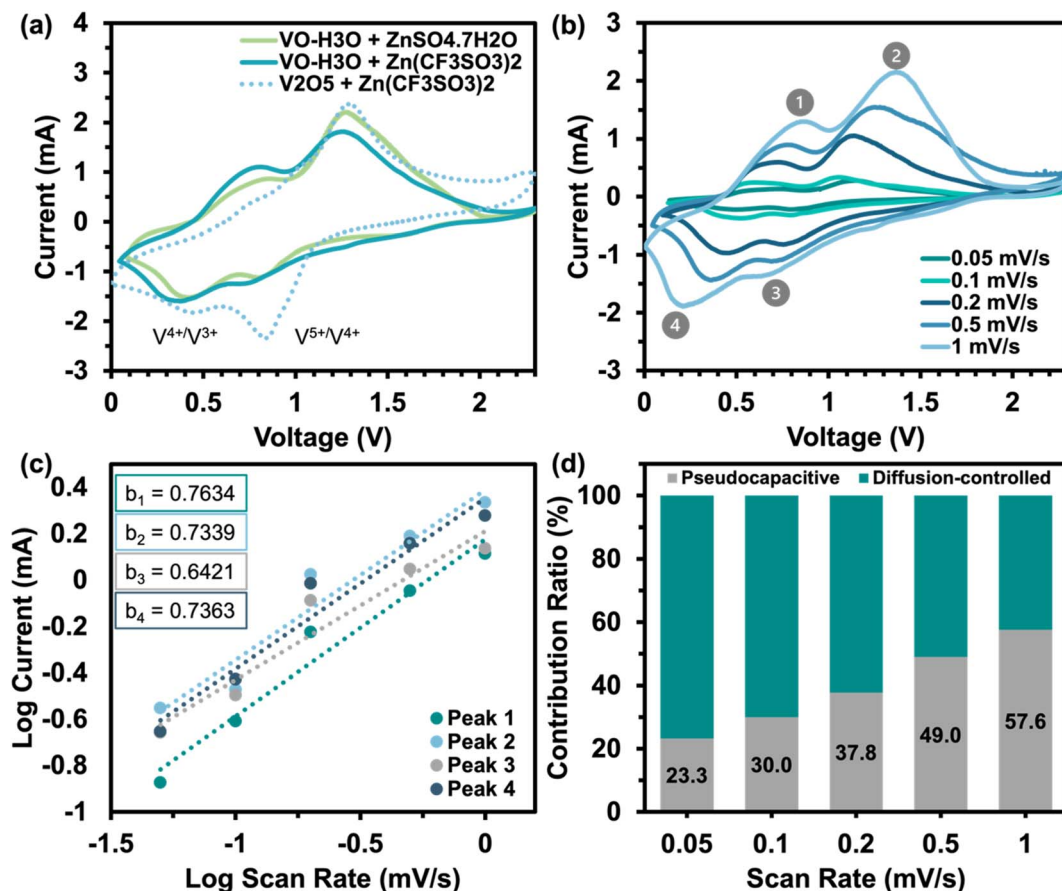 (a)
4
3
2
1
0
-1
-2
-3
Current (mA)
VO-H3O + ZnSO4.7H2O
VO-H3O + Zn(CF3SO3)2
V2O5 + Zn(CF3SO3)2
V4+/V3+
V5+/V4+
0 0.5 1 1.5 2
Voltage (V)
(b)
3
2
1
0
-1
-2
-3
Current (mA)
1
2
3
4
0.05 mV/s
0.1 mV/s
0.2 mV/s
0.5 mV/s
1 mV/s
0 0.5 1 1.5 2
Voltage (V)
(c)
0.4
0.2
0
-0.2
-0.4
-0.6
-0.8
-1
Log Current (mA)
b1 = 0.7634
b2 = 0.7339
b3 = 0.6421
b4 = 0.7363
Peak 1
Peak 2
Peak 3
Peak 4
-1.5 -1 -0.5 0
Log Scan Rate (mV/s)
(d)
Pseudocapacitive Diffusion-controlled
100
80
60
40
20
0
Contribution Ratio (%)
23.3 30.0 37.8 49.0 57.6
0.05 0.1 0.2 0.5 1
Scan Rate (mV/s)